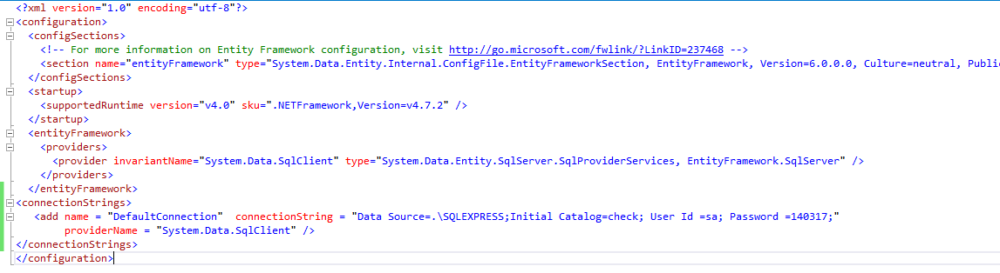 <?xml version="1.0" encoding="utf-8"?>
<configuration>
<configSections>
<!-- For more information on Entity Framework configuration, visit http://go.microsoft.com/fwlink/?LinkID=237468 -->
<section name="entityFramework" type="System.Data.Entity.Internal.ConfigFile.EntityFrameworkSection, EntityFramework, Version=6.0.0.0, Culture=neutral, Public
</configSections>
<startup>
<supportedRuntime version="v4.0" sku=".NETFramework,Version=v4.7.2" />
</startup>
<entityFramework>
<providers>
<provider invariantName="System.Data.SqlClient" type="System.Data.Entity.SqlServer.SqlProviderServices, EntityFramework.SqlServer" />
</providers>
</entityFramework>
<connectionStrings>
<add name = "DefaultConnection"  connectionString = "Data Source=.\SQLEXPRESS;Initial Catalog=check; User Id =sa; Password =140317;"
providerName = "System.Data.SqlClient" />
</connectionStrings>
</configuration>